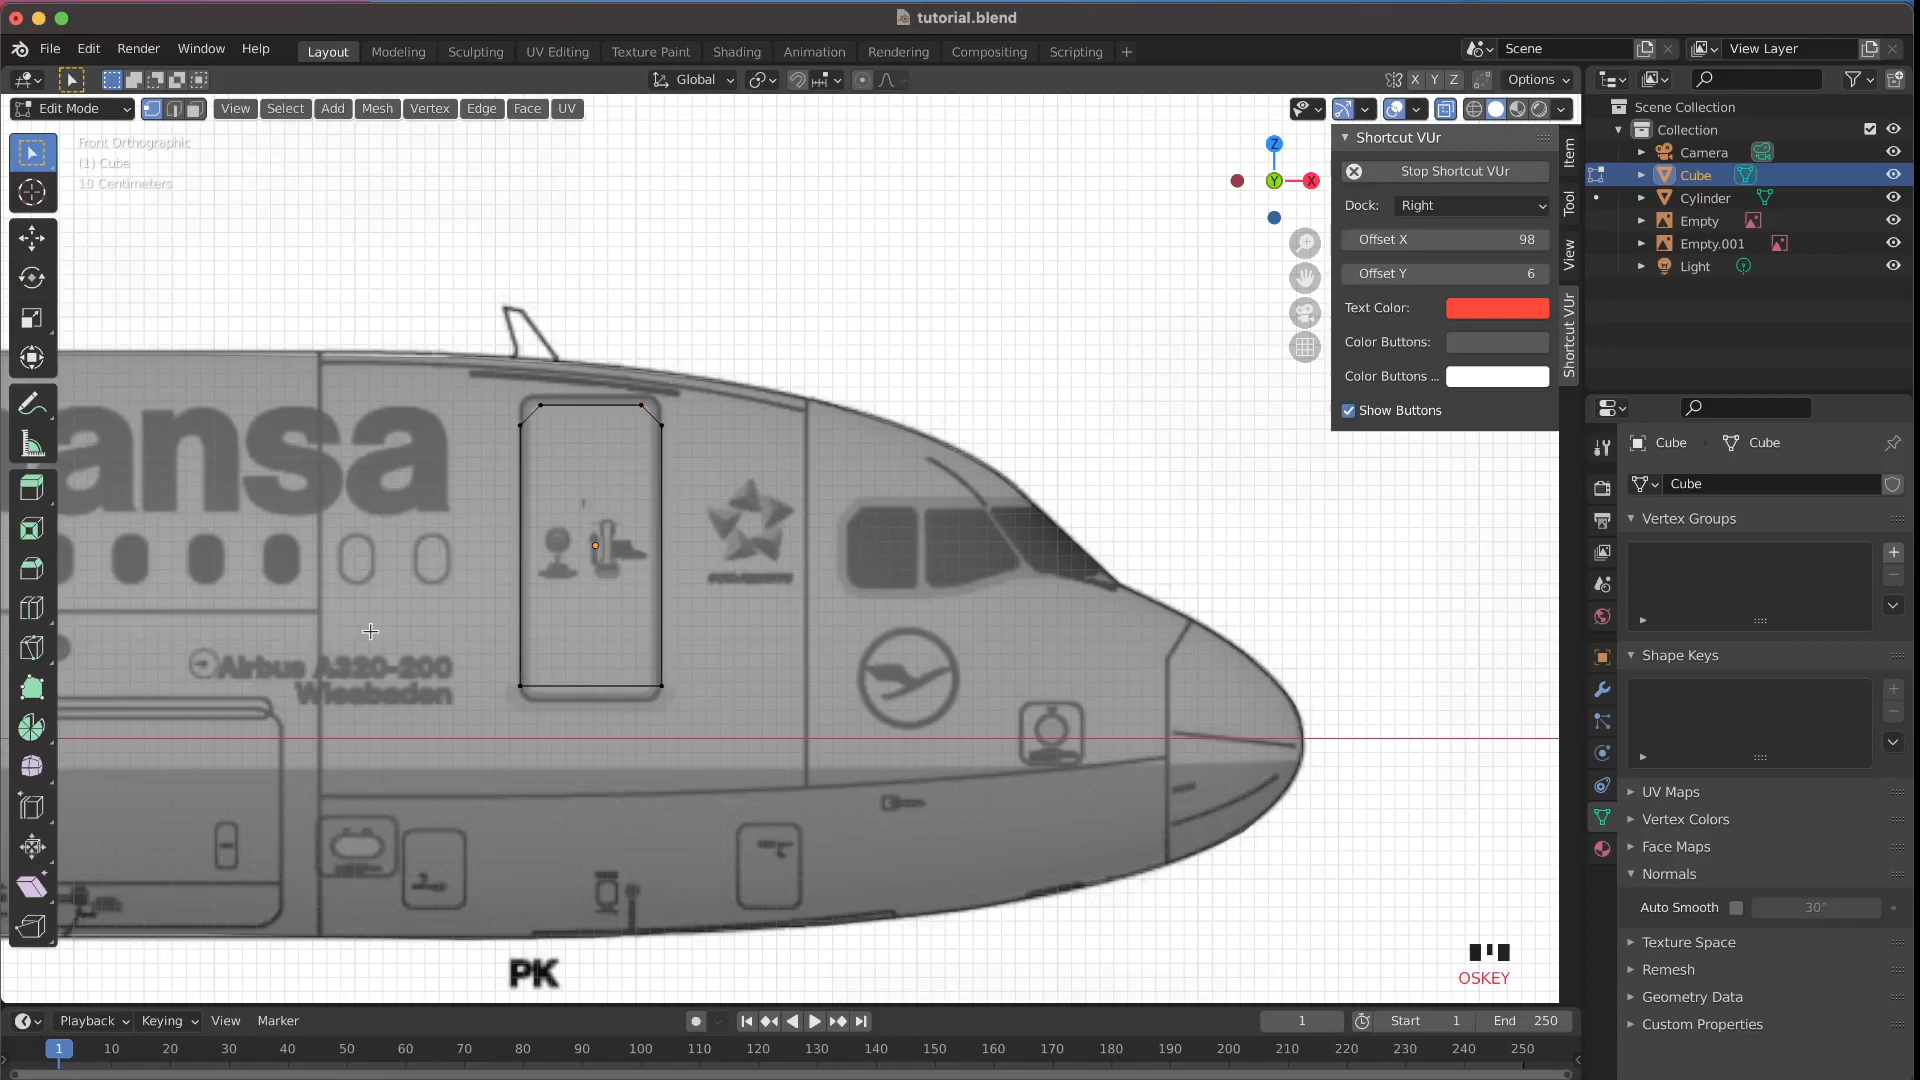 tutorial.blend
File Edit Render Window Help Layout Modeling Sculpting UV Editing Texture Paint Shading Animation Rendering Compositing Scripting + Scene View Layer
Global X Y Z Options
Edit Mode View Select Add Mesh Vertex Edge Face UV
Front Orthographic
(1) Cube
10 Centimeters
Z
Y X
Shortcut VUr
Stop Shortcut VUr
Dock: Right
Offset X 98
Offset Y 6
Text Color:
Color Buttons:
Color Buttons ...
Show Buttons
Item
Tool
View
Shortcut VUr
Scene Collection
Collection
Camera
Cube
Cylinder
Empty
Empty.001
Light
Cube Cube
Cube
Vertex Groups
Shape Keys
UV Maps
Vertex Colors
Face Maps
Normals
Auto Smooth 30°
Texture Space
Remesh
Geometry Data
Custom Properties
ansa
Airbus A320-200
Wiesbaden
PK
OSKEY
Playback Keying View Marker 1 Start 1 End 250
1 10 20 30 40 50 60 70 80 90 100 110 120 130 140 150 160 170 180 190 200 210 220 230 240 250